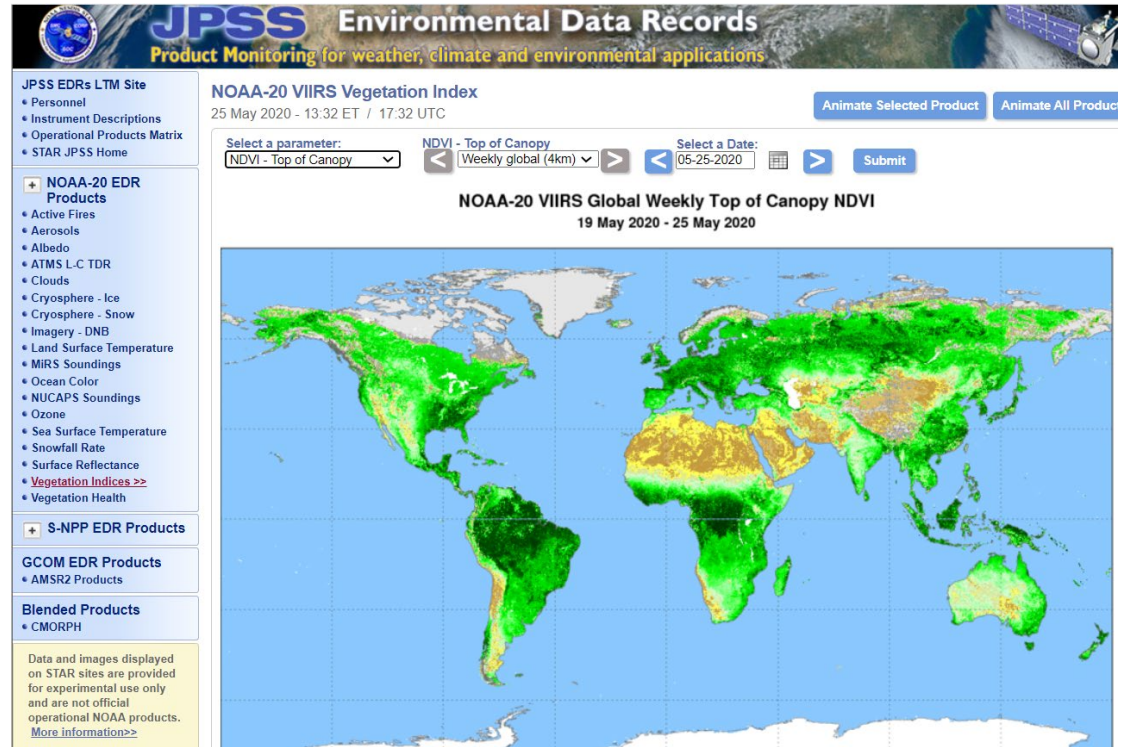 JPSS Environmental Data Records
Product Monitoring for weather, climate and environmental applications
JPSS EDRs LTM Site
Personnel
Instrument Descriptions
Operational Products Matrix
STAR JPSS Home
+ NOAA-20 EDR
Products
Active Fires
Aerosols
Albedo
ATMS L-C TDR
Clouds
Cryosphere - Ice
Cryosphere - Snow
Imagery - DNB
Land Surface Temperature
MiRS Soundings
Ocean Color
NUCAPS Soundings
Ozone
Sea Surface Temperature
Snowfall Rate
Surface Reflectance
Vegetation Indices >>
Vegetation Health
+ S-NPP EDR Products
GCOM EDR Products
AMSR2 Products
Blended Products
CMORPH
Data and images displayed
on STAR sites are provided
for experimental use only
and are not official
operational NOAA products.
More information>>
NOAA-20 VIIRS Vegetation Index
25 May 2020 - 13:32 ET / 17:32 UTC
Animate Selected Product
Animate All Produc
Select a parameter:
NDVI - Top of Canopy
NDVI - Top of Canopy
< Weekly global (4km) >
Select a Date:
< 05-25-2020 >
Submit
NOAA-20 VIIRS Global Weekly Top of Canopy NDVI
19 May 2020 - 25 May 2020